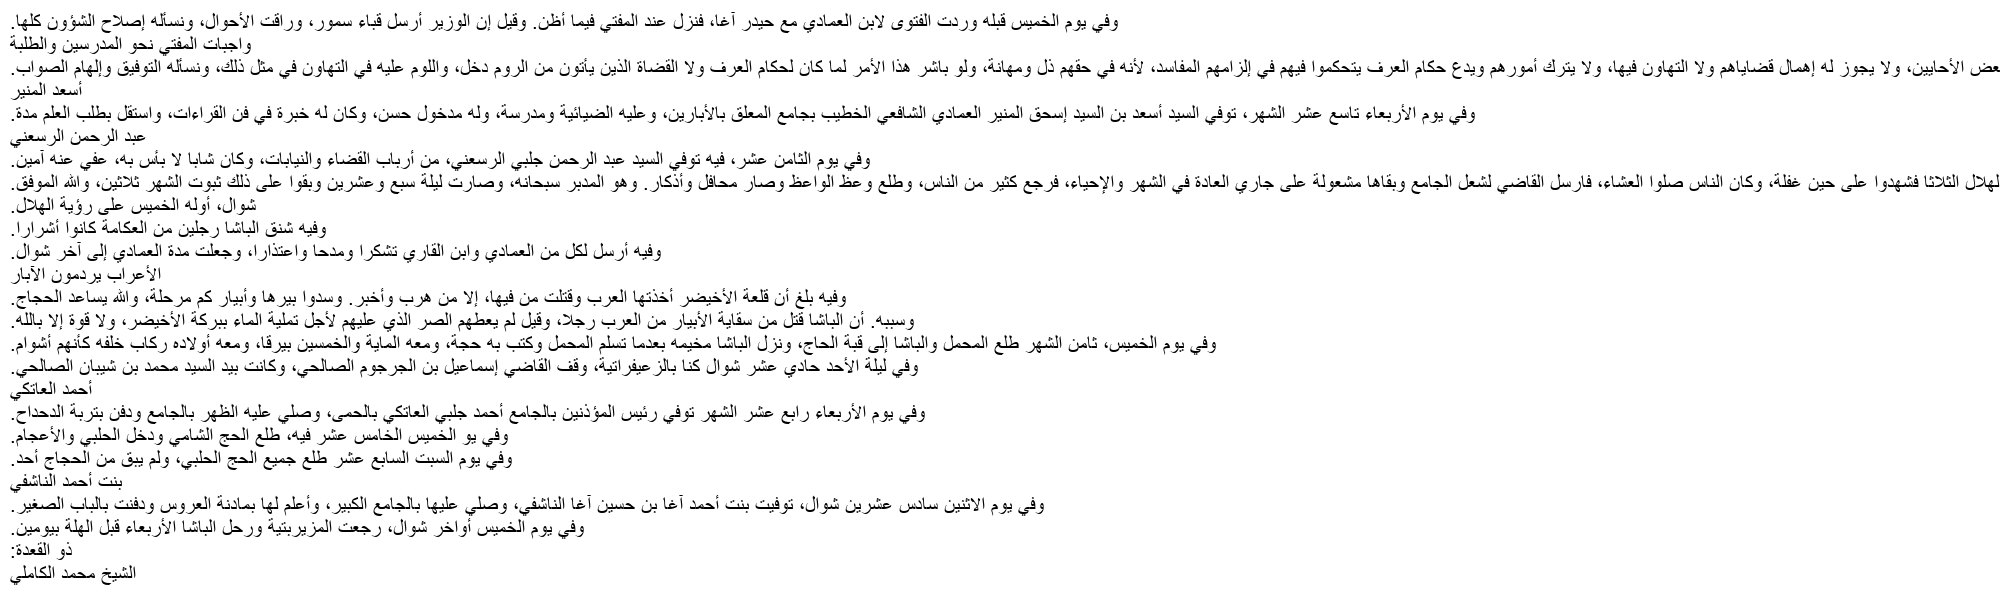 وفي يوم الخميس قبله وردت الفتوى لابن العمادي مع حيدر آغا، فنزل عند المفتي فيما أظن. وقيل إن الوزير أرسل قباء سمور، وراقت الأحوال، ونسأله إصلاح الشؤون كلها.
واجبات المفتي نحو المدرسين والطلبة
عض الأحايين، ولا يجوز له إهمال قضاياهم ولا التهاون فيها، ولا يترك أمورهم ويدع حكام العرف يتحكموا فيهم في إلزامهم المفاسد، لأنه في حقهم ذل ومهانة، ولو باشر هذا الأمر لما كان لحكام العرف ولا القضاة الذين يأتون من الروم دخل، واللوم عليه في التهاون في مثل ذلك، ونسأله التوفيق وإلهام الصواب.
أسعد المنير
وفي يوم الأربعاء تاسع عشر الشهر، توفي السيد أسعد بن السيد إسحق المنير العمادي الشافعي الخطيب بجامع المعلق بالأبارين، وعليه الضيائية ومدرسة، وله مدخول حسن، وكان له خبرة في فن القراءات، واستقل بطلب العلم مدة.
عبد الرحمن الرسعني
وفي يوم الثامن عشر، فيه توفي السيد عبد الرحمن جلبي الرسعني، من أرباب القضاء والنيابات، وكان شابا لا بأس به، عفي عنه آمين.
لهلال الثلاثا فشهدوا على حين غفلة، وكان الناس صلوا العشاء، فارسل القاضي لشعل الجامع وبقاها مشعولة على جاري العادة في الشهر والإحياء، فرجع كثير من الناس، وطلع وعظ الواعظ وصار محافل وأذكار. وهو المدبر سبحانه، وصارت ليلة سبع وعشرين وبقوا على ذلك ثبوت الشهر ثلاثين، والله الموفق.
شوال، أوله الخميس على رؤية الهلال.
وفيه شنق الباشا رجلين من العكامة كانوا أشرارا.
وفيه أرسل لكل من العمادي وابن القاري تشكرا ومدحا واعتذارا، وجعلت مدة العمادي إلى آخر شوال.
الأعراب يردمون الآبار
وفيه بلغ أن قلعة الأخيضر أخذتها العرب وقتلت من فيها، إلا من هرب وأخبر. وسدوا بيرها وأبيار كم مرحلة، والله يساعد الحجاج.
وسببه. أن الباشا قتل من سقاية الأبيار من العرب رجلا، وقيل لم يعطهم الصر الذي عليهم لأجل تملية الماء ببركة الأخيضر، ولا قوة إلا بالله.
وفي يوم الخميس، ثامن الشهر طلع المحمل والباشا إلى قبة الحاج، ونزل الباشا مخيمه بعدما تسلم المحمل وكتب به حجة، ومعه الماية والخمسين بيرقا، ومعه أولاده ركاب خلفه كأنهم أشوام.
وفي ليلة الأحد حادي عشر شوال كنا بالزعيفراتية، وقف القاضي إسماعيل بن الجرجوم الصالحي، وكانت بيد السيد محمد بن شيبان الصالحي.
أحمد العاتكي
وفي يوم الأربعاء رابع عشر الشهر توفي رئيس المؤذنين بالجامع أحمد جلبي العاتكي بالحمى، وصلي عليه الظهر بالجامع ودفن بتربة الدحداح.
وفي يو الخميس الخامس عشر فيه، طلع الحج الشامي ودخل الحلبي والأعجام.
وفي يوم السبت السابع عشر طلع جميع الحج الحلبي، ولم يبق من الحجاج أحد.
بنت أحمد الناشفي
وفي يوم الاثنين سادس عشرين شوال، توفيت بنت أحمد آغا بن حسين آغا الناشفي، وصلي عليها بالجامع الكبير، وأعلم لها بمادنة العروس ودفنت بالباب الصغير.
وفي يوم الخميس أواخر شوال، رجعت المزيربتية ورحل الباشا الأربعاء قبل الهلة بيومين.
ذو القعدة:
الشيخ محمد الكاملي